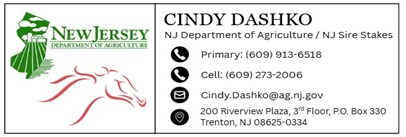 NEW JERSEY
DEPARTMENT OF AGRICULTURE
CINDY DASHKO
NJ Department of Agriculture / NJ Sire Stakes
Primary: (609) 913-6518
Cell: (609) 273-2006
Cindy.Dashko@ag.nj.gov
200 Riverview Plaza, 3rd Floor, P.O. Box 330
Trenton, NJ 08625-0334